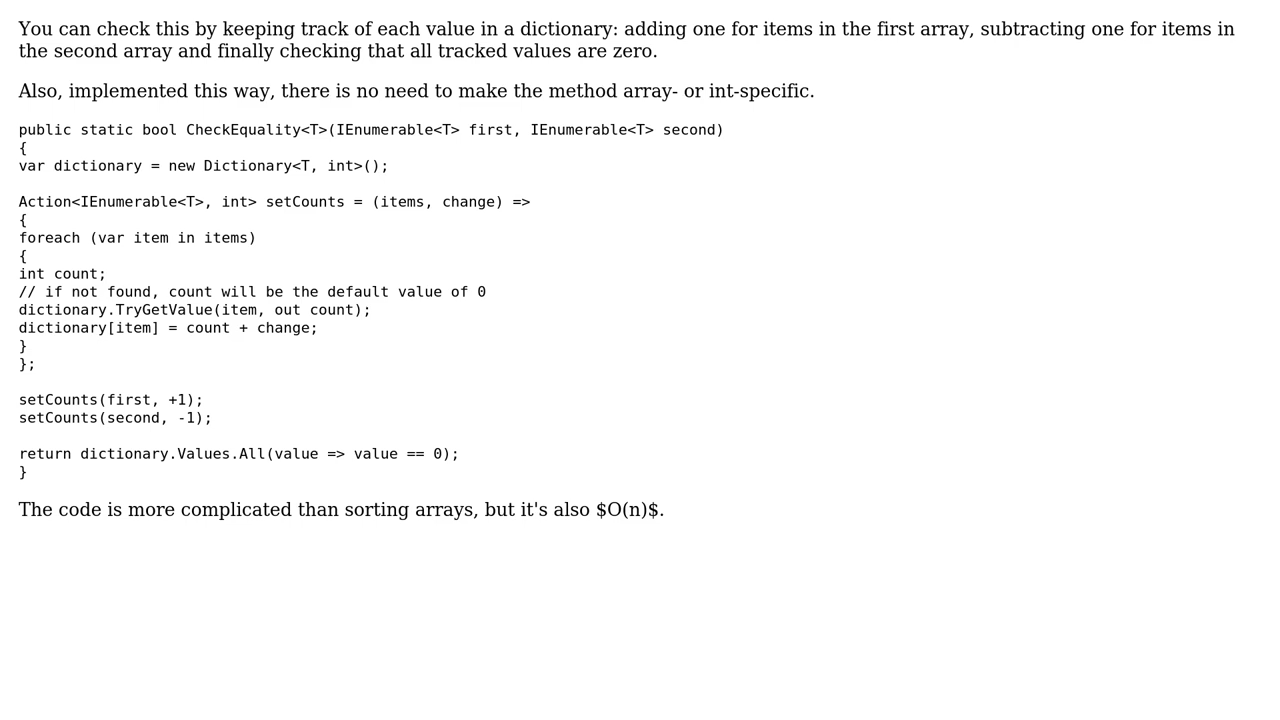 You can check this by keeping track of each value in a dictionary: adding one for items in the first array, subtracting one for items in
the second array and finally checking that all tracked values are zero.
Also, implemented this way, there is no need to make the method array- or int-specific.
public static bool CheckEquality<T>(IEnumerable<T> first, IEnumerable<T> second)
{
var dictionary = new Dictionary<T, int>();
Action<IEnumerable<T>, int> setCounts = (items, change) =>
{
foreach (var item in items)
{
int count;
// if not found, count will be the default value of 0
dictionary.TryGetValue(item, out count);
dictionary[item] = count + change;
}
};
setCounts(first, +1);
setCounts(second, -1);
return dictionary.Values.All(value => value == 0);
}
The code is more complicated than sorting arrays, but it's also $O(n)$.